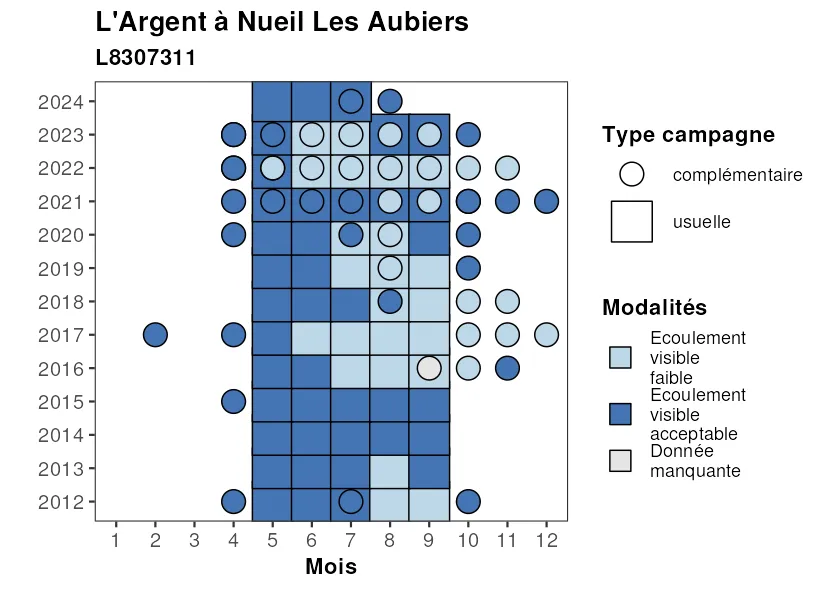 L'Argent à Nueil Les Aubiers
L8307311
2024
2023
2022
2021
2020
2019
2018
2017
2016
2015
2014
2013
2012
1 2 3 4 5 6 7 8 9 10 11 12
Mois
Type campagne
complémentaire
usuelle
Modalités
Ecoulement
visible
faible
Ecoulement
visible
acceptable
Donnée
manquante